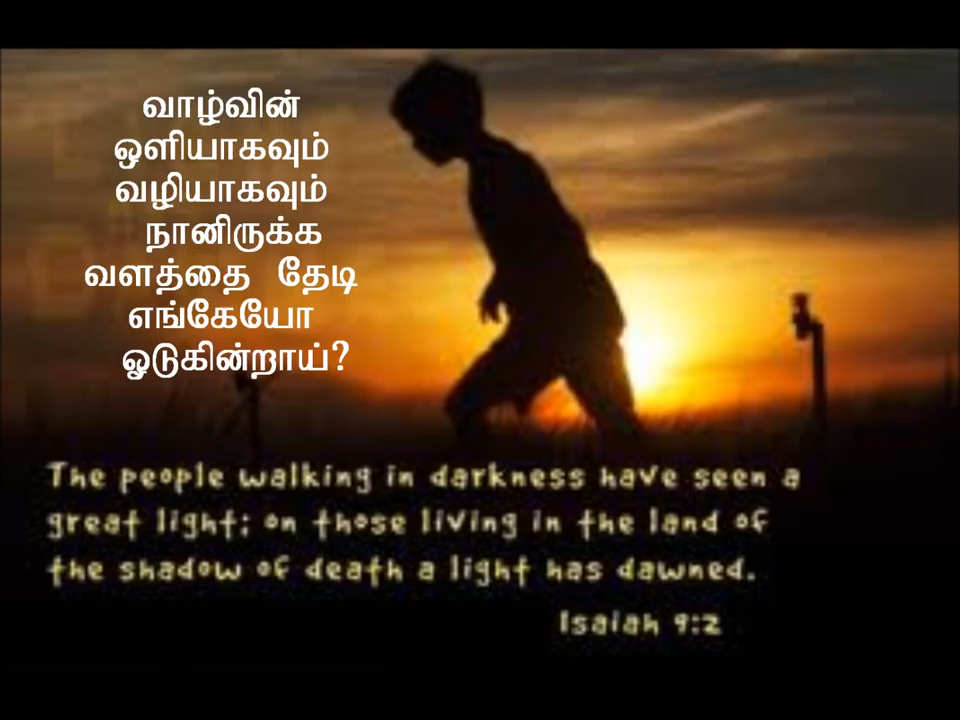 வாழ்வின்
ஒளியாகவும்
வழியாகவும்
நானிருக்க
வளத்தை தேடி
எங்கேயோ
ஓடுகின்றாய்?
The people walking in darkness have seen a
great light; on those living in the land of
the shadow of death a light has dawned.
Isaiah 9:2